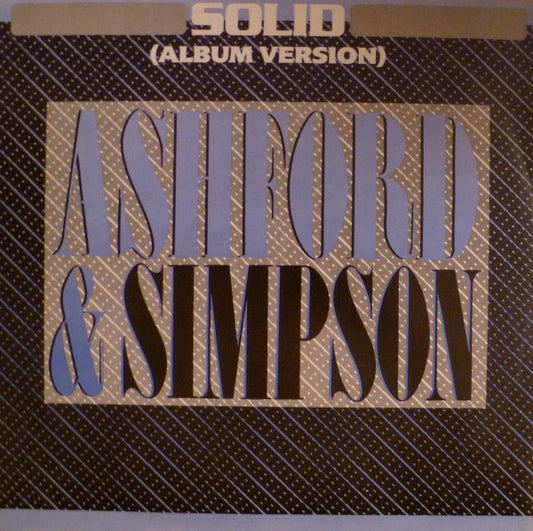 SOLID
(ALBUM VERSION)
ASHFORD
& SIMPSON